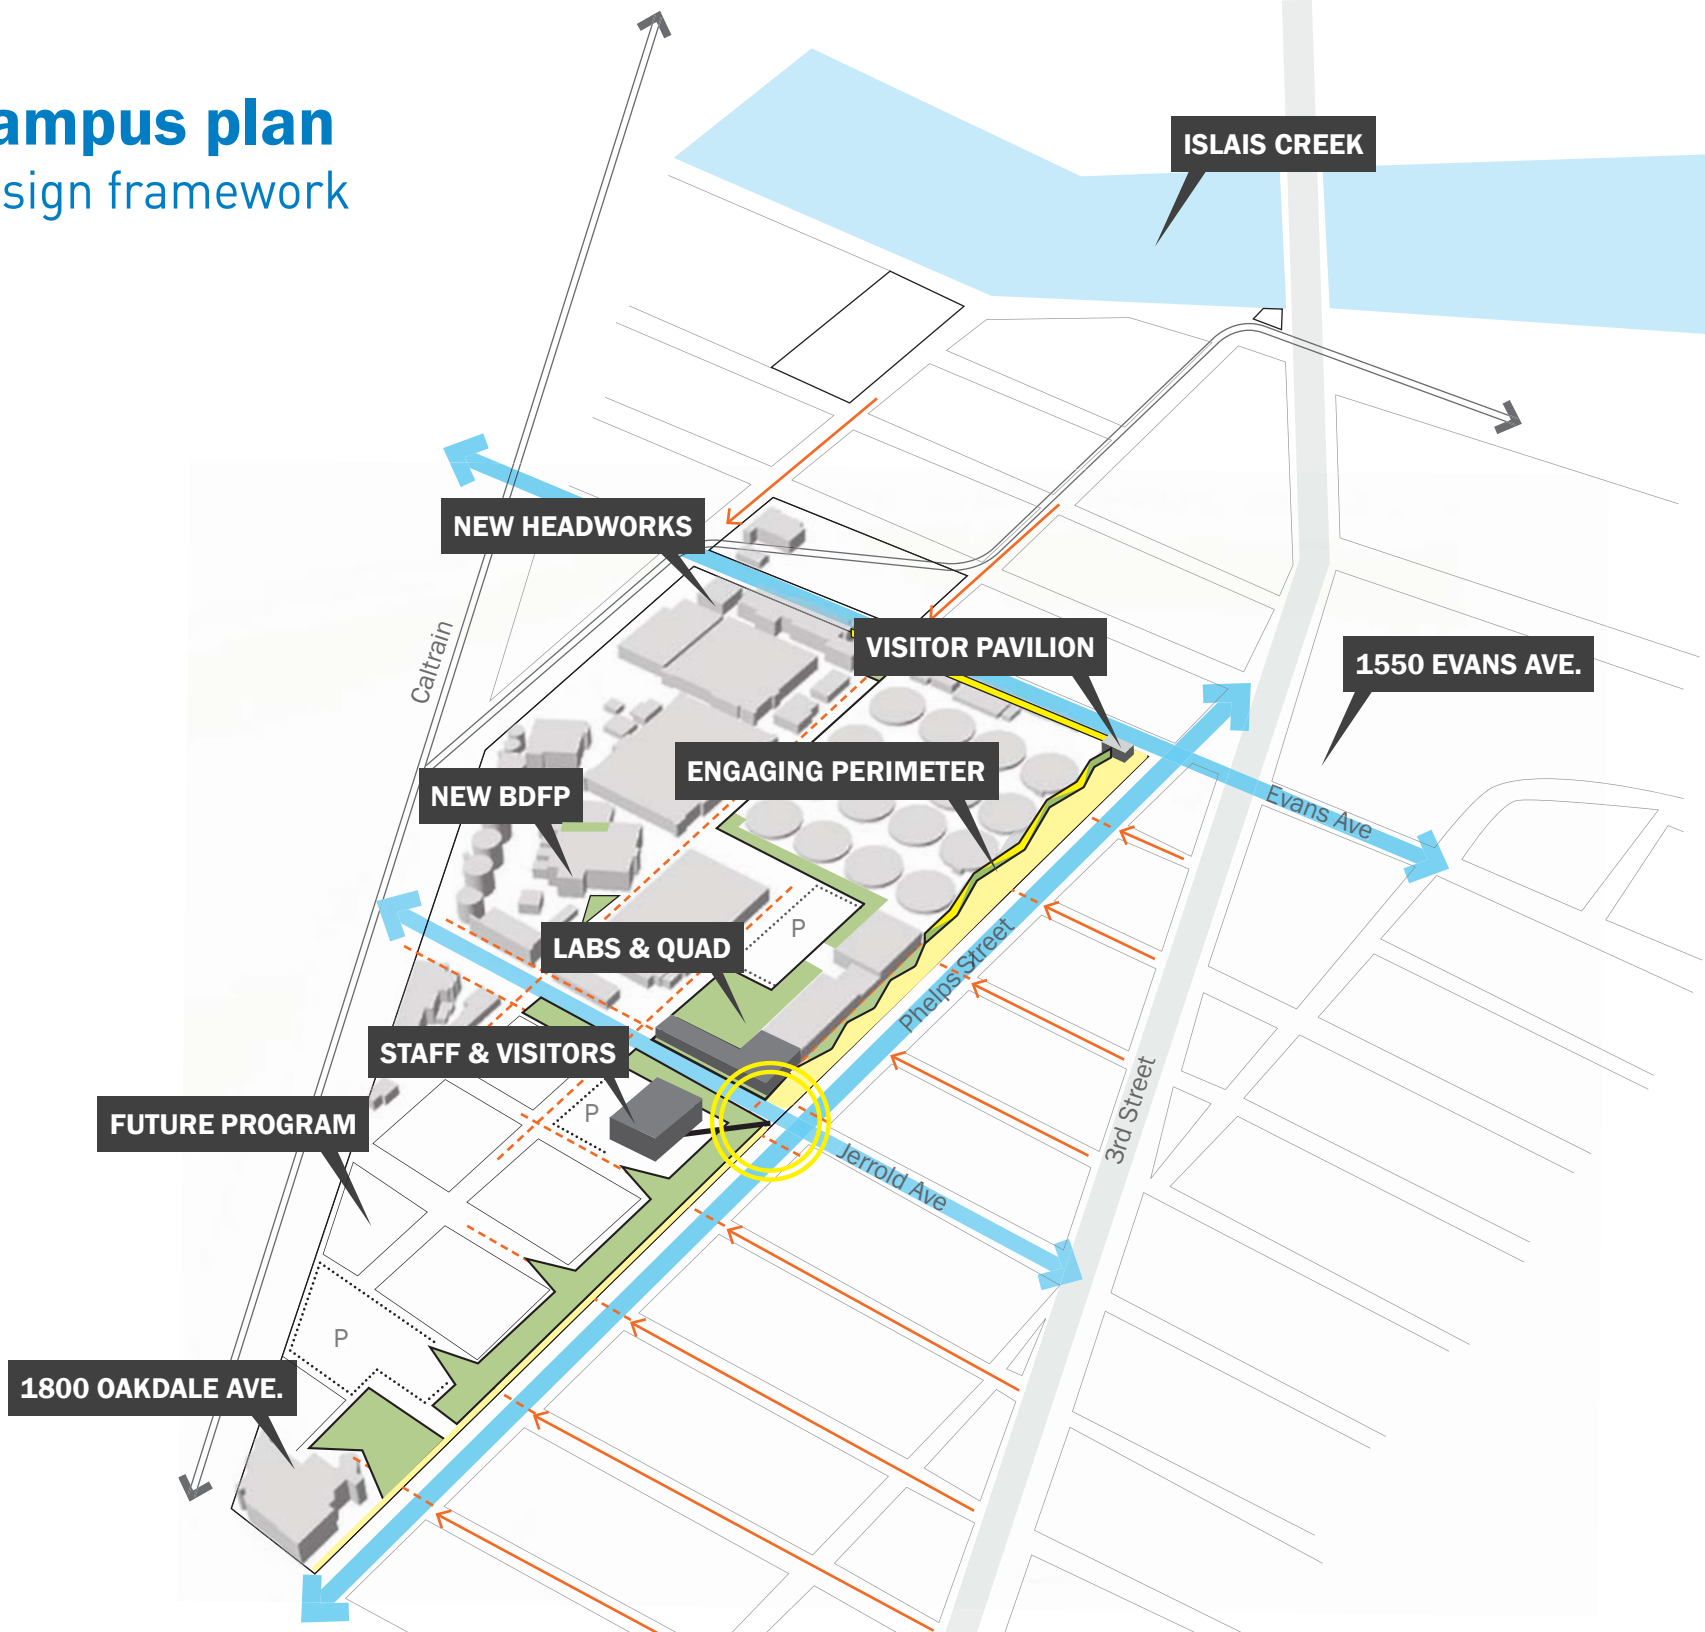 ampus plan
sign framework
ISLAIS CREEK
NEW HEADWORKS
VISITOR PAVILION
1550 EVANS AVE.
Caltrain
ENGAGING PERIMETER
NEW BDFP
Evans Ave
P
LABS & QUAD
Phelps Street
STAFF & VISITORS
P
FUTURE PROGRAM
3rd Street
Jerrold Ave
P
1800 OAKDALE AVE.